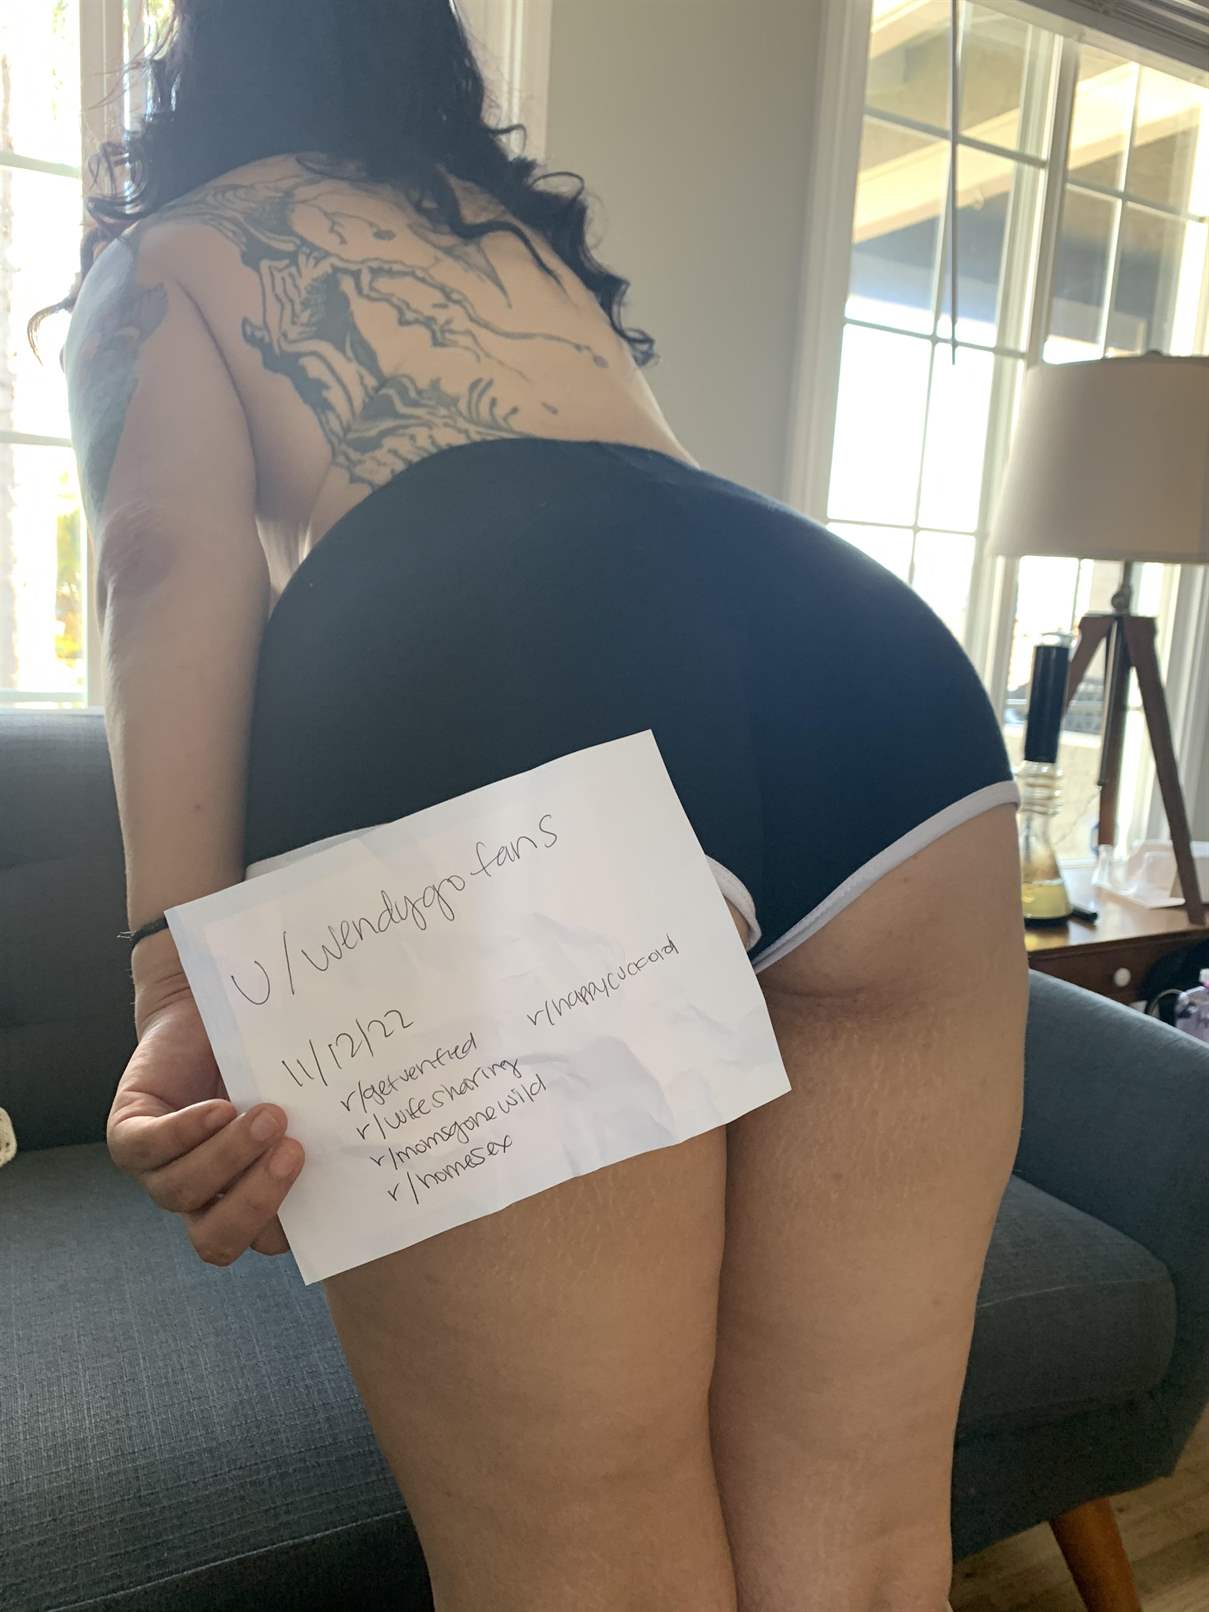 u/wendygofans
11/12/22
r/getverified
r/wifesharing
r/momsgonewild
r/homesex
r/happycuckold